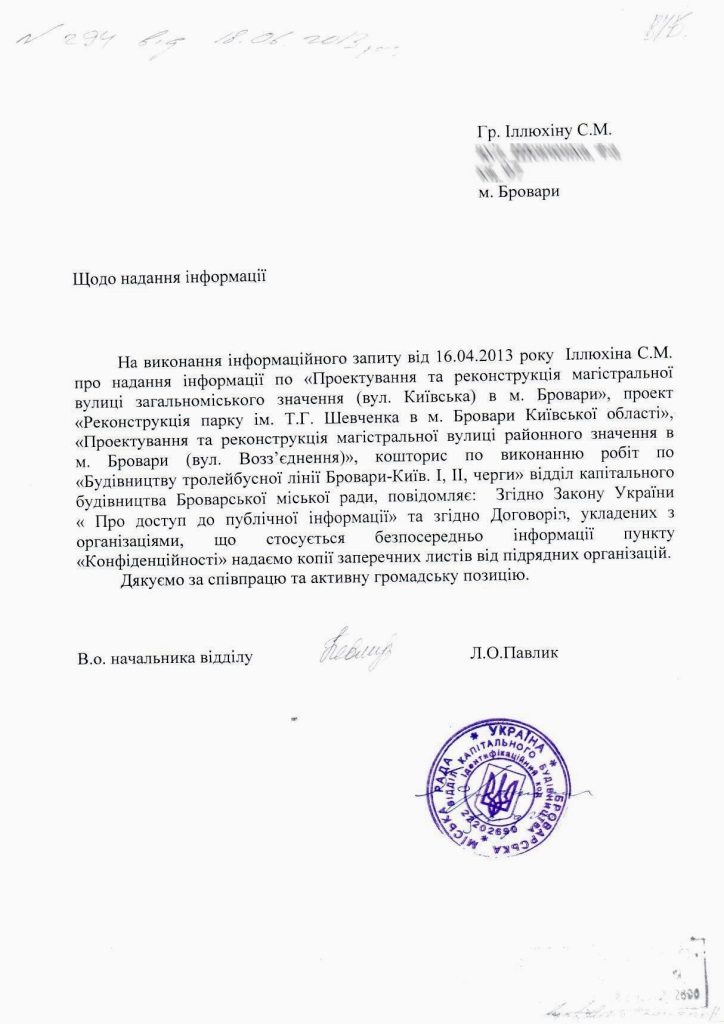 N 294 від 18.06.2013
Гр. Іллюхіну С.М.
м. Бровари
Щодо надання інформації
На виконання інформаційного запиту від 16.04.2013 року Іллюхіна С.М.
про надання інформації по «Проектування та реконструкція магістральної
вулиці загальноміського значення (вул. Київська) в м. Бровари», проект
«Реконструкція парку ім. Т.Г. Шевченка в м. Бровари Київської області»,
«Проектування та реконструкція магістральної вулиці районного значення в
м. Бровари (вул. Возз’єднення)», кошторис по виконанню робіт по
«Будівництву тролейбусної лінії Бровари-Київ. І, ІІ, черги» відділ капітального
будівництва Броварської міської ради, повідомляє: Згідно Закону України
« Про доступ до публічної інформації» та згідно Договорів, укладених з
організаціями, що стосується безпосередньо інформації пункту
«Конфіденційності» надаємо копії заперечних листів від підрядних організацій.
Дякуємо за співпрацю та активну громадську позицію.
В.о. начальника відділу Л.О.Павлик
* УКРАЇНА * БРОВАРСЬКА МІСЬКА РАДА
ВІДДІЛ КАПІТАЛЬНОГО БУДІВНИЦТВА *
Ідентифікаційний код
22202690